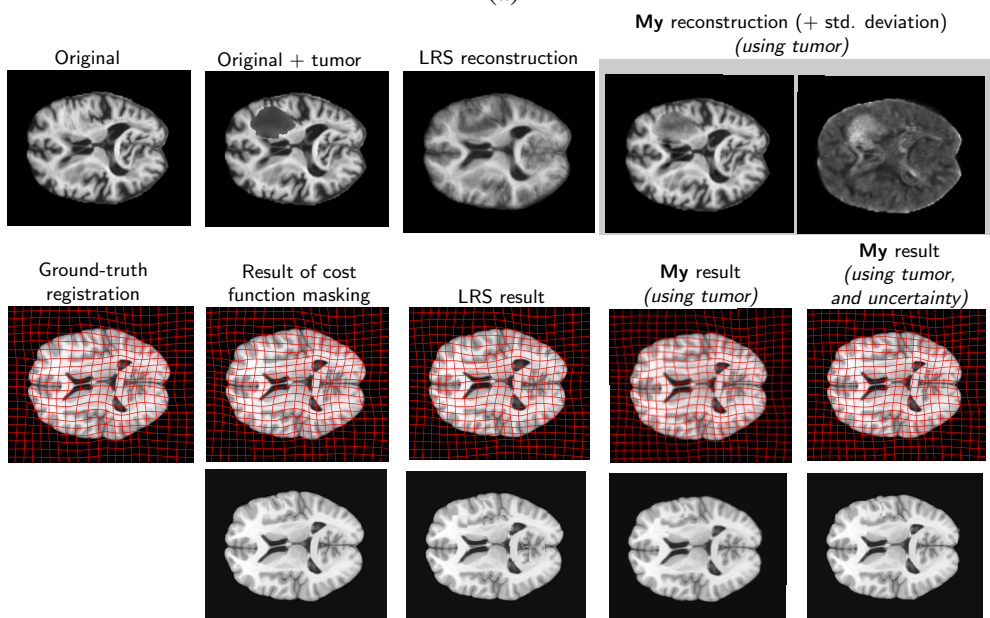 My reconstruction (+ std. deviation)
(using tumor)
Original
Original + tumor
LRS reconstruction
Ground-truth
registration
Result of cost
function masking
LRS result
My result
(using tumor)
My result
(using tumor,
and uncertainty)